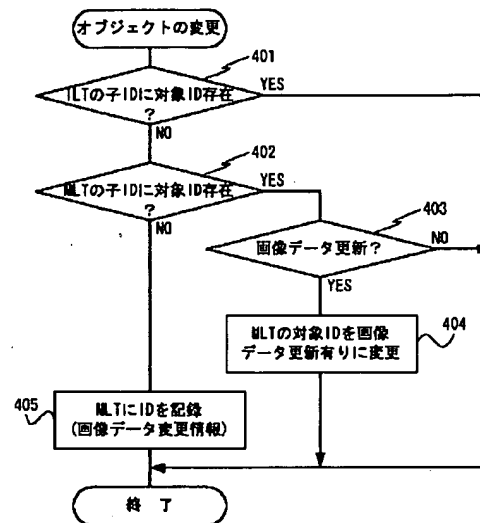 オブジェクトの変更
401
ILTの子IDに対象ID存在
?
YES
NO
402
MLTの子IDに対象ID存在
?
YES
NO
403
画像データ更新?
NO
YES
MLTの対象IDを画像
データ更新有りに変更
404
405
MLTにIDを記録
(画像データ変更情報)
終 了